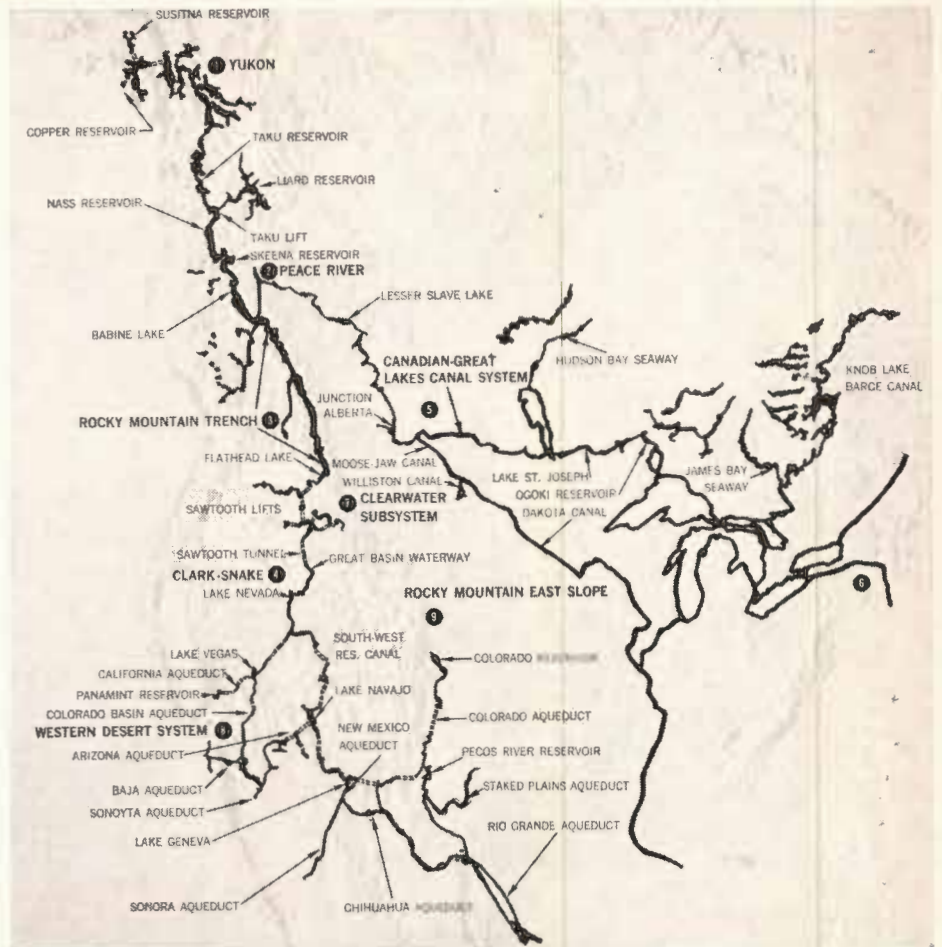 SUSITNA RESERVOIR
1 YUKON
COPPER RESERVOIR
TAKU RESERVOIR
LIARD RESERVOIR
NASS RESERVOIR
TAKU LIFT
SKEENA RESERVOIR
2 PEACE RIVER
LESSER SLAVE LAKE
BABINE LAKE
HUDSON BAY SEAWAY
CANADIAN-GREAT
LAKES CANAL SYSTEM
KNOB LAKE
BARGE CANAL
JUNCTION
ALBERTA
5
ROCKY MOUNTAIN TRENCH 3
FLATHEAD LAKE
MOOSE-JAW CANAL
WILLISTON CANAL
LAKE ST. JOSEPH
OGOKI RESERVOIR
DAKOTA CANAL
JAMES BAY
SEAWAY
7 CLEARWATER
SUBSYSTEM
SAWTOOTH LIFTS
SAWTOOTH TUNNEL
GREAT BASIN WATERWAY
CLARK-SNAKE 4
LAKE NEVADA
6
ROCKY MOUNTAIN EAST SLOPE
9
SOUTH-WEST
RES. CANAL
LAKE VEGAS
CALIFORNIA AQUEDUCT
PANAMINT RESERVOIR
COLORADO BASIN AQUEDUCT
WESTERN DESERT SYSTEM
COLORADO
LAKE NAVAJO
NEW MEXICO
AQUEDUCT
COLORADO AQUEDUCT
ARIZONA AQUEDUCT
PECOS RIVER RESERVOIR
BAJA AQUEDUCT
STAKED PLAINS AQUEDUCT
SONOYTA AQUEDUCT
RIO GRANDE AQUEDUCT
LAKE GENEVA
SONORA AQUEDUCT
CHIHUAHUA AQUEDUCT